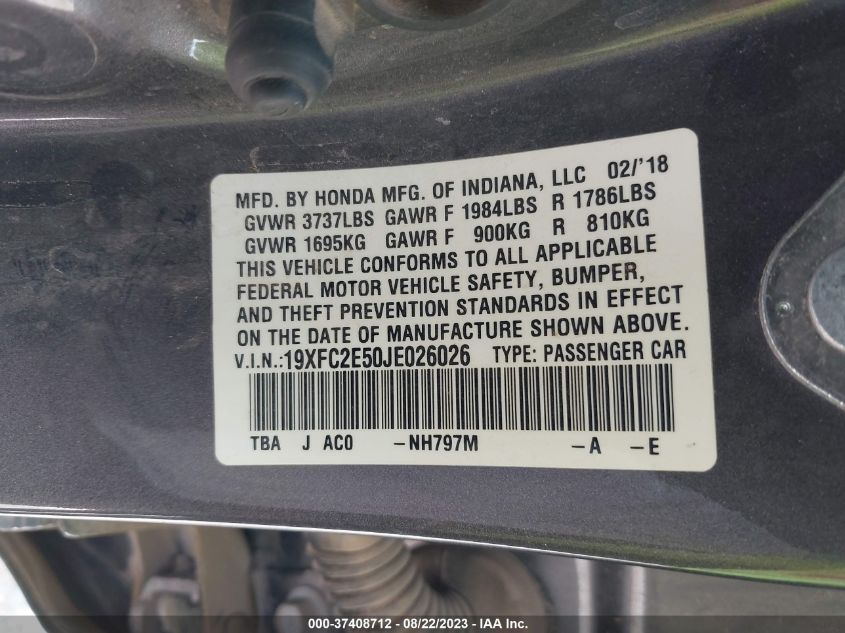 MFD. BY HONDA MFG. OF INDIANA, LLC 02/'18
GVWR 3737LBS GAWR F 1984LBS R 1786LBS
GVWR 1695KG GAWR F 900KG R 810KG
THIS VEHICLE CONFORMS TO ALL APPLICABLE
FEDERAL MOTOR VEHICLE SAFETY, BUMPER,
AND THEFT PREVENTION STANDARDS IN EFFECT
ON THE DATE OF MANUFACTURE SHOWN ABOVE.
V.I.N.:19XFC2E50JE026026 TYPE: PASSENGER CAR
TBA J AC0 -NH797M -A -E
000-37408712 - 08/22/2023 - IAA Inc.